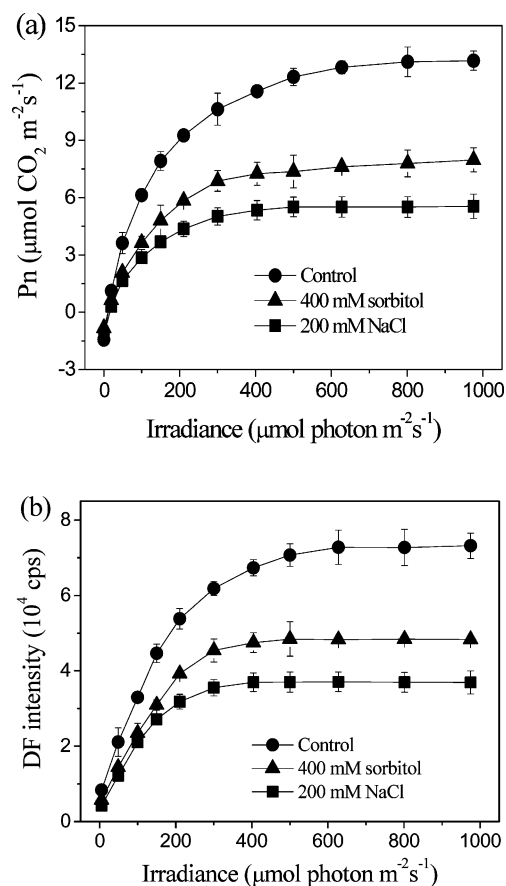 (a)
15
12
9
6
3
0
-3
Pn (μmol CO₂ m⁻²s⁻¹)
Control
400 mM sorbitol
200 mM NaCl
0 200 400 600 800 1000
Irradiance (μmol photon m⁻²s⁻¹)
(b)
8
6
4
2
0
DF intensity (10⁴ cps)
Control
400 mM sorbitol
200 mM NaCl
0 200 400 600 800 1000
Irradiance (μmol photon m⁻²s⁻¹)